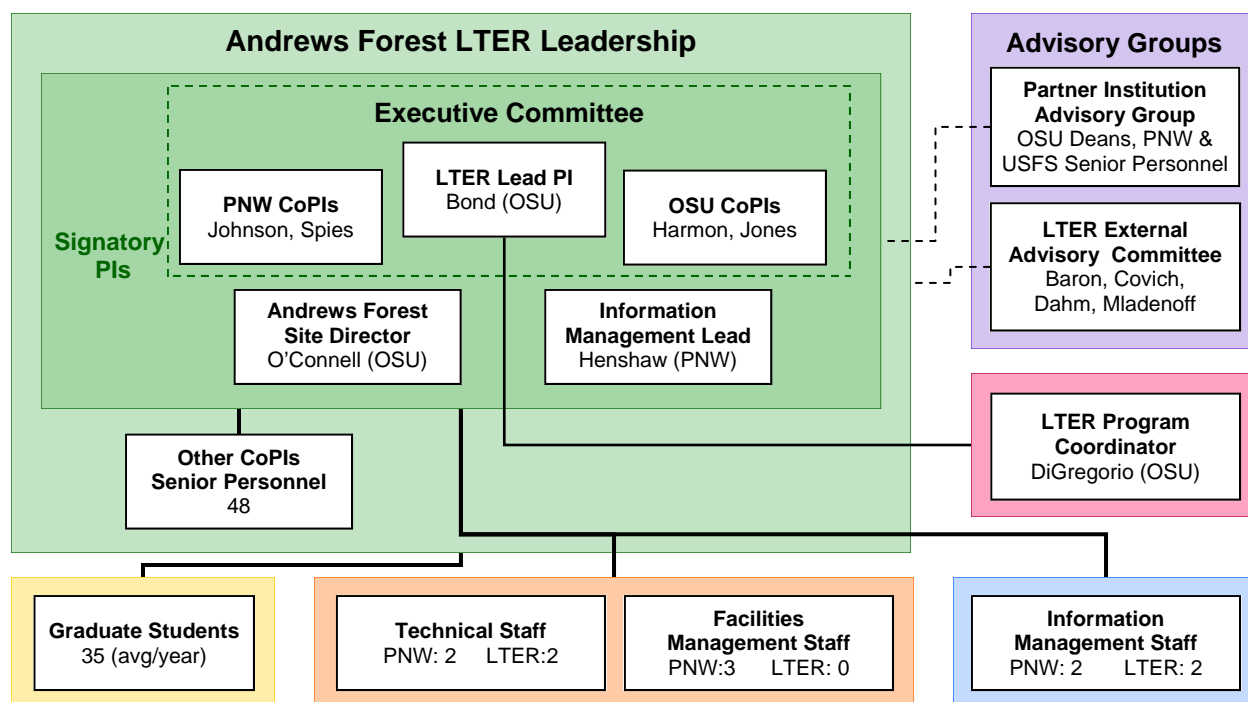 Andrews Forest LTER Leadership
Executive Committee
LTER Lead PI
Bond (OSU)
PNW CoPIs
Johnson, Spies
OSU CoPIs
Harmon, Jones
Signatory
PIs
Andrews Forest
Site Director
O’Connell (OSU)
Information
Management Lead
Henshaw (PNW)
Other CoPIs
Senior Personnel
48
Advisory Groups
Partner Institution
Advisory Group
OSU Deans, PNW &
USFS Senior Personnel
LTER External
Advisory  Committee
Baron, Covich,
Dahm, Mladenoff
LTER Program
Coordinator
DiGregorio (OSU)
Graduate Students
35 (avg/year)
Technical Staff
PNW: 2 LTER:2
Facilities
Management Staff
PNW:3 LTER: 0
Information
Management Staff
PNW: 2 LTER: 2